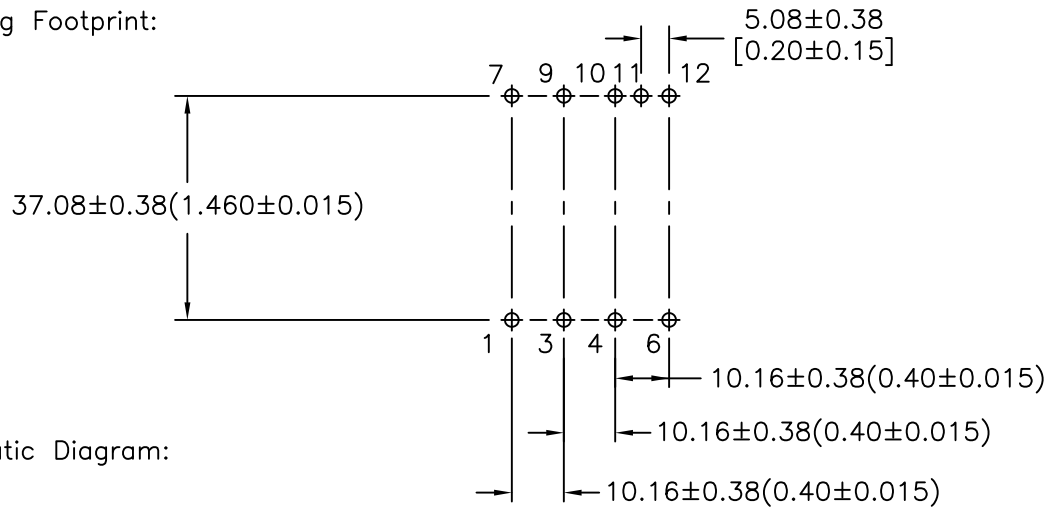 g Footprint:
5.08±0.38
[0.20±0.15]
7 9 10 11 12
37.08±0.38(1.460±0.015)
1 3 4 6
10.16±0.38(0.40±0.015)
10.16±0.38(0.40±0.015)
tic Diagram:
10.16±0.38(0.40±0.015)